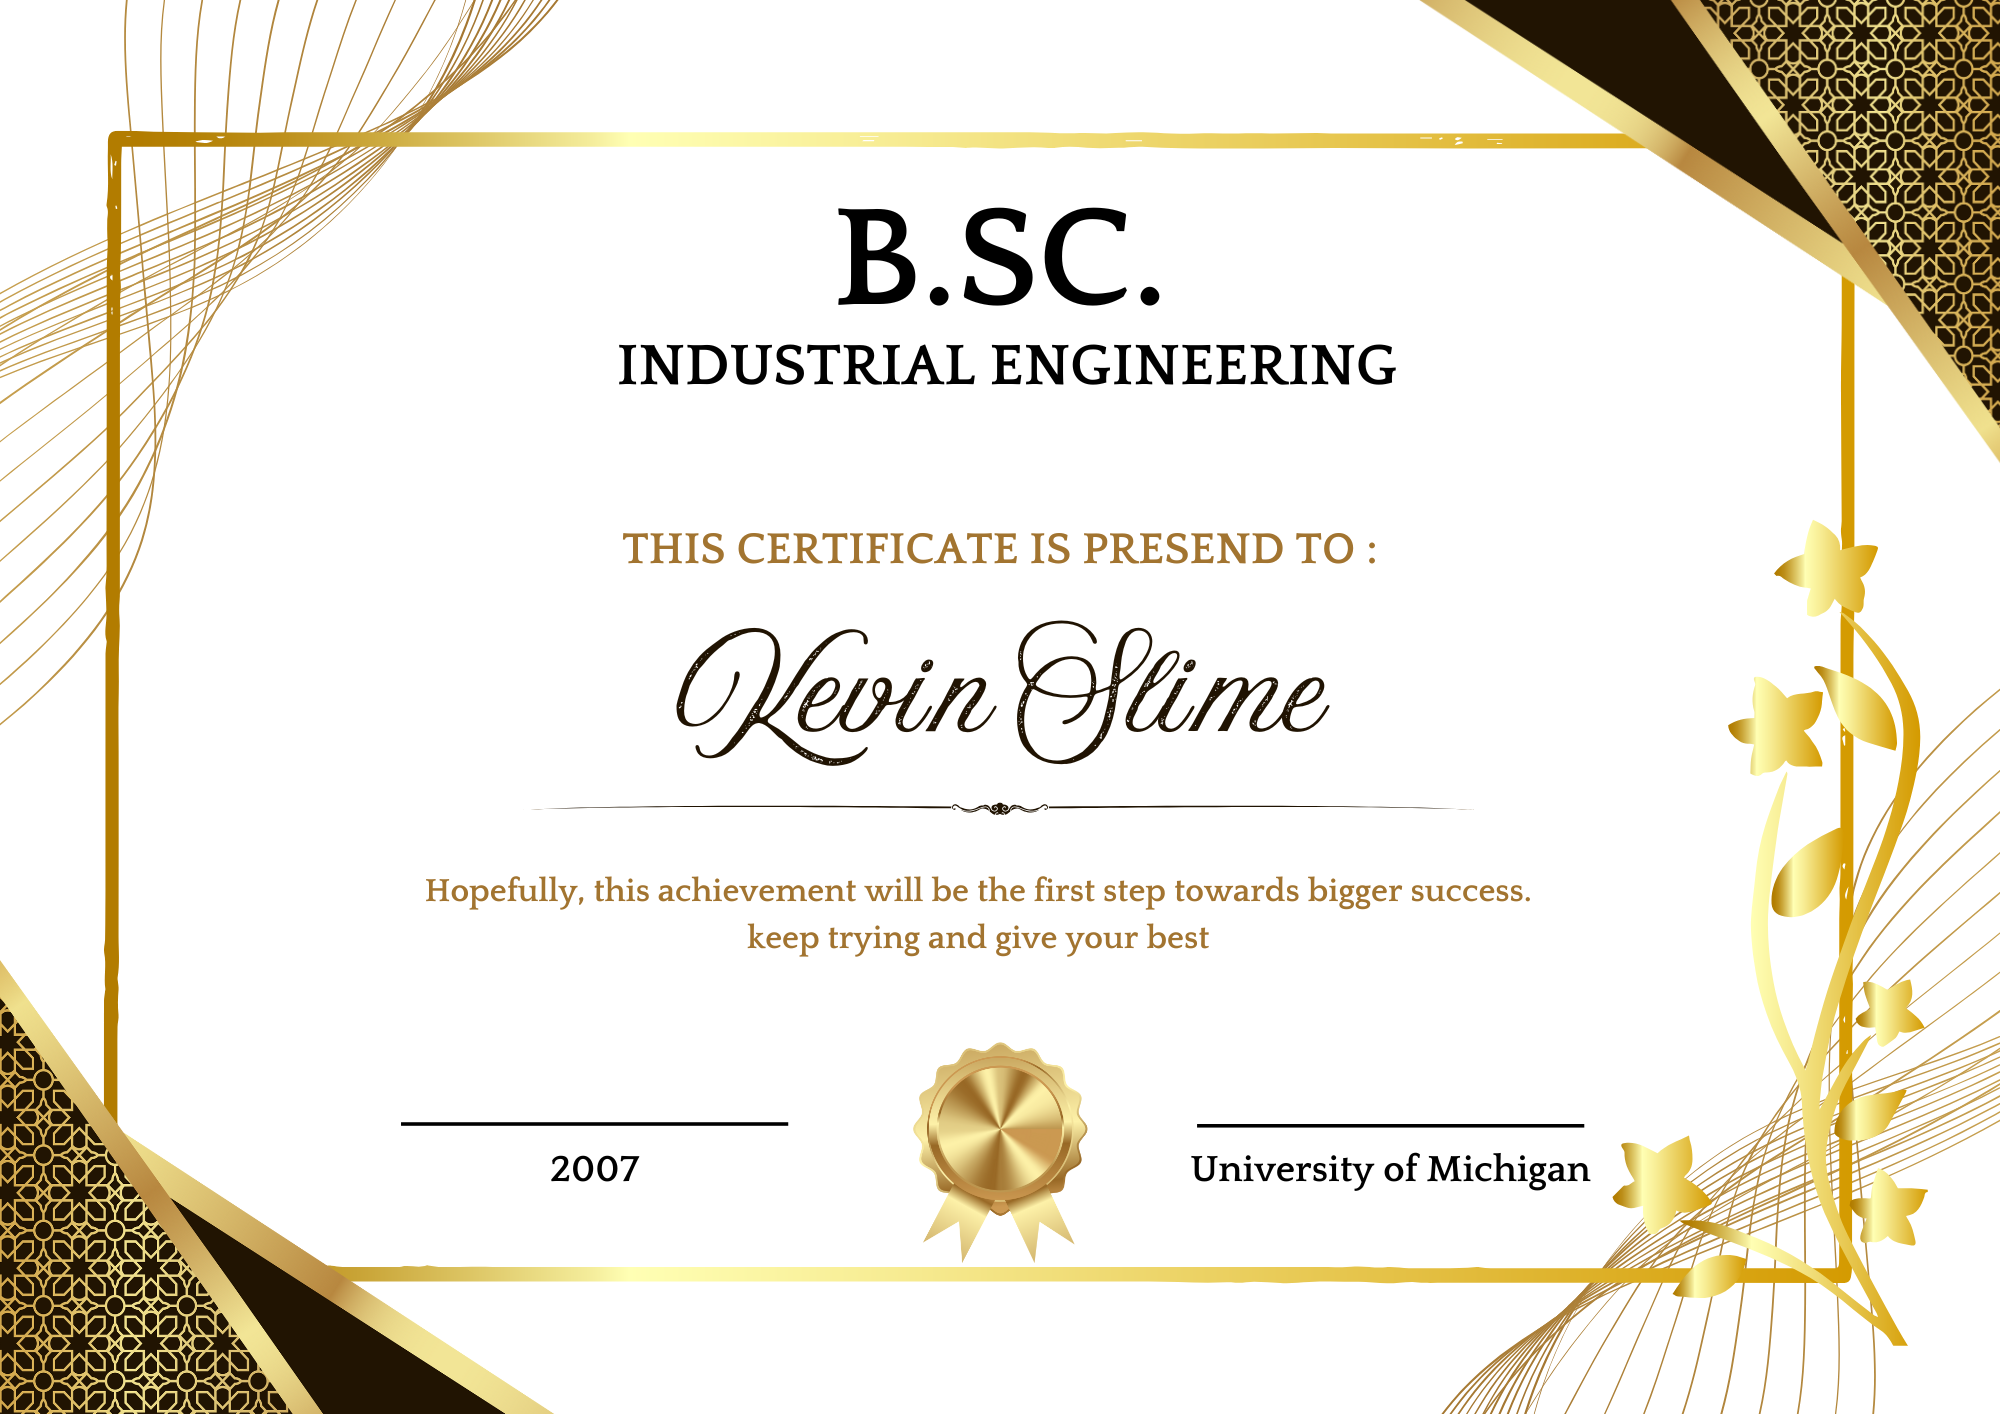 B.SC.
INDUSTRIAL ENGINEERING
THIS CERTIFICATE IS PRESEND TO :
Kevin Slime
Hopefully, this achievement will be the first step towards bigger success.
keep trying and give your best
2007
University of Michigan